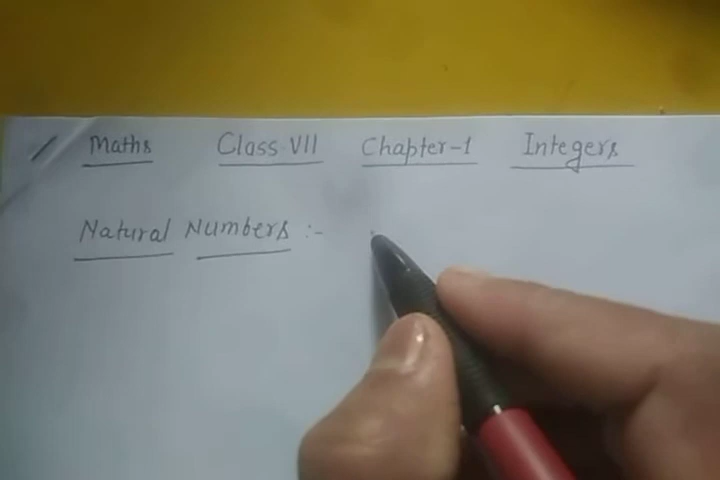 Maths Class VII Chapter-1 Integers
Natural Numbers :-